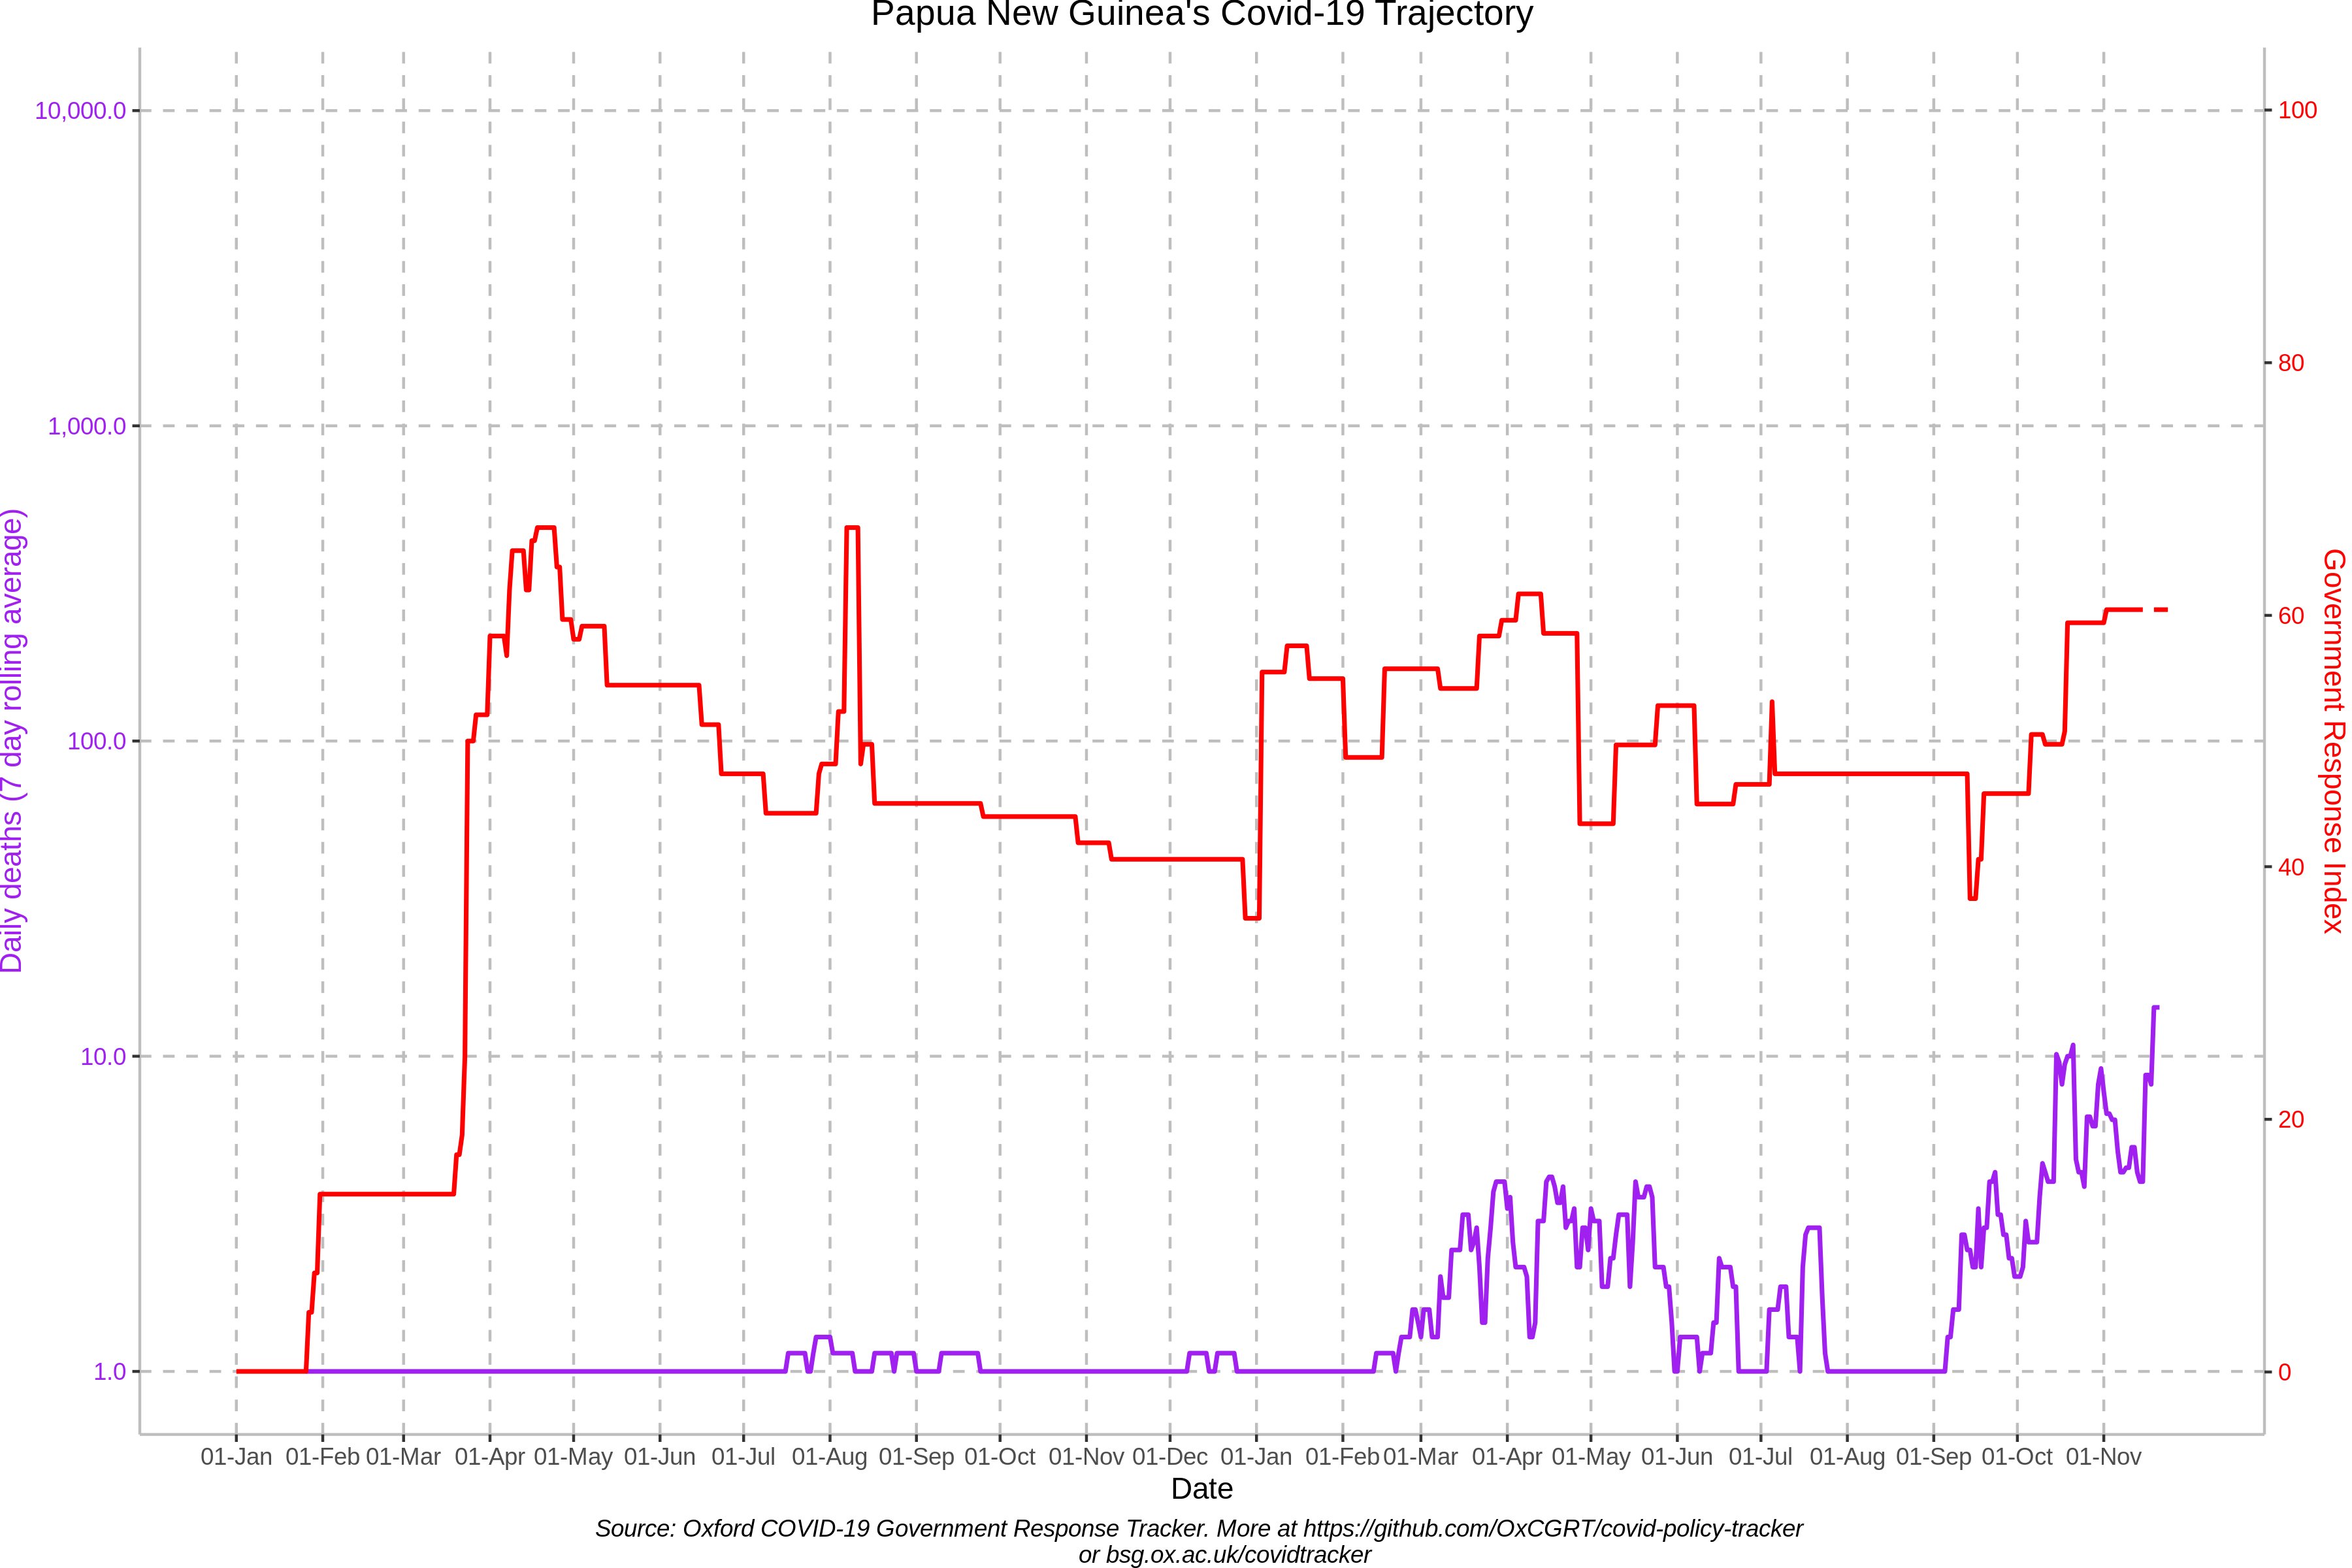 Papua New Guinea's Covid-19 Trajectory
10,000.0
1,000.0
100.0
10.0
1.0
Daily deaths (7 day rolling average)
100
80
60
40
20
0
Government Response Index
01-Jan 01-Feb 01-Mar 01-Apr 01-May 01-Jun 01-Jul 01-Aug 01-Sep 01-Oct 01-Nov 01-Dec 01-Jan 01-Feb 01-Mar 01-Apr 01-May 01-Jun 01-Jul 01-Aug 01-Sep 01-Oct 01-Nov
Date
Source: Oxford COVID-19 Government Response Tracker. More at https://github.com/OxCGRT/covid-policy-tracker
or bsg.ox.ac.uk/covidtracker